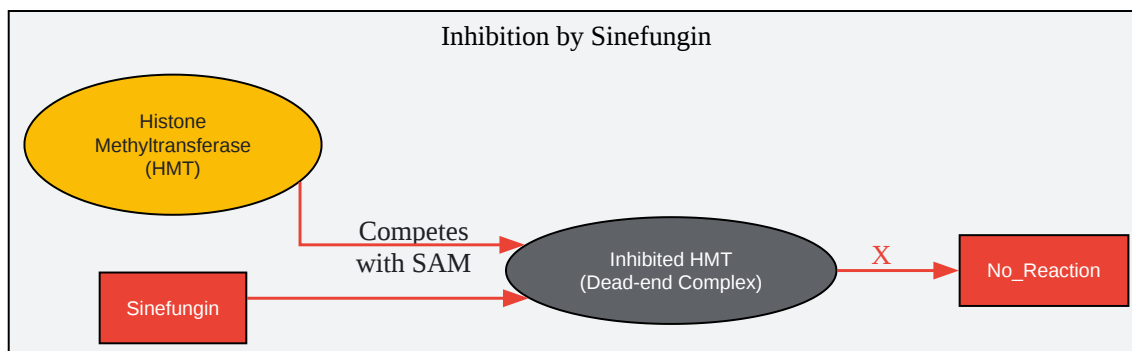 Inhibition by Sinefungin
Histone
Methyltransferase
(HMT)
Competes
with SAM
Sinefungin
Inhibited HMT
(Dead-end Complex)
X
No_Reaction